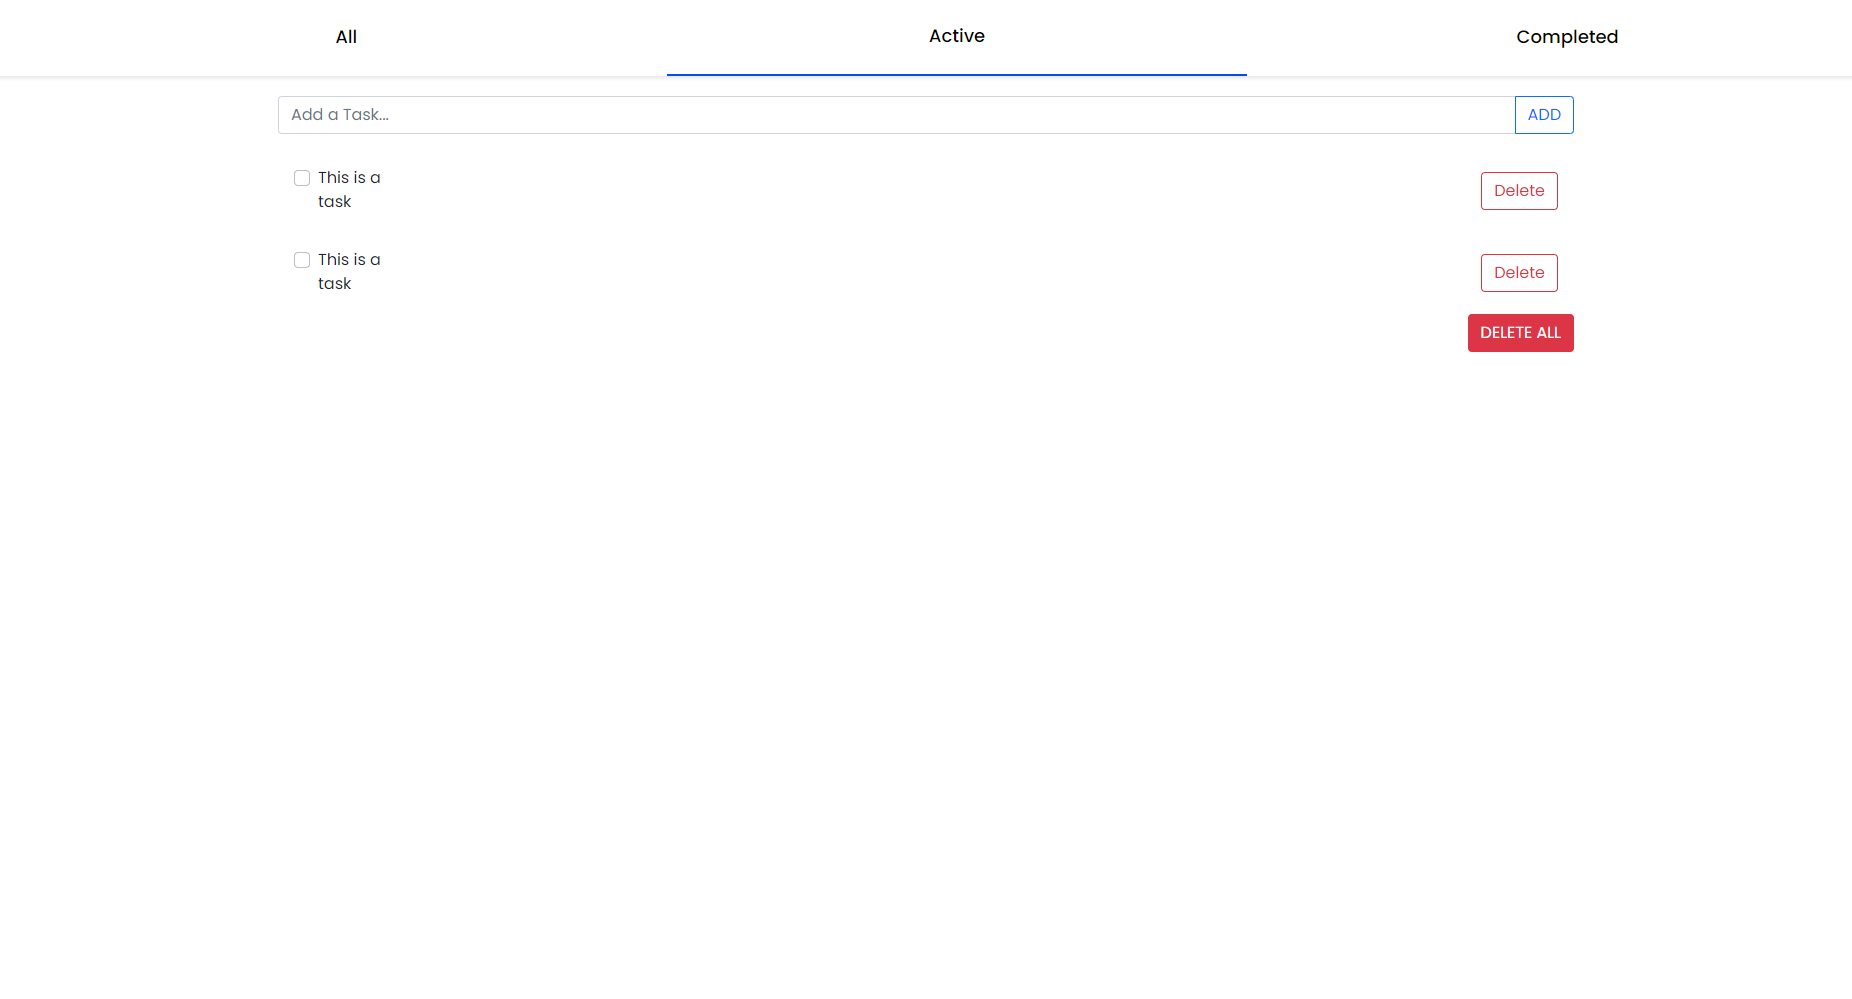 All
Active
Completed
Add a Task...
ADD
This is a
task
Delete
This is a
task
Delete
DELETE ALL